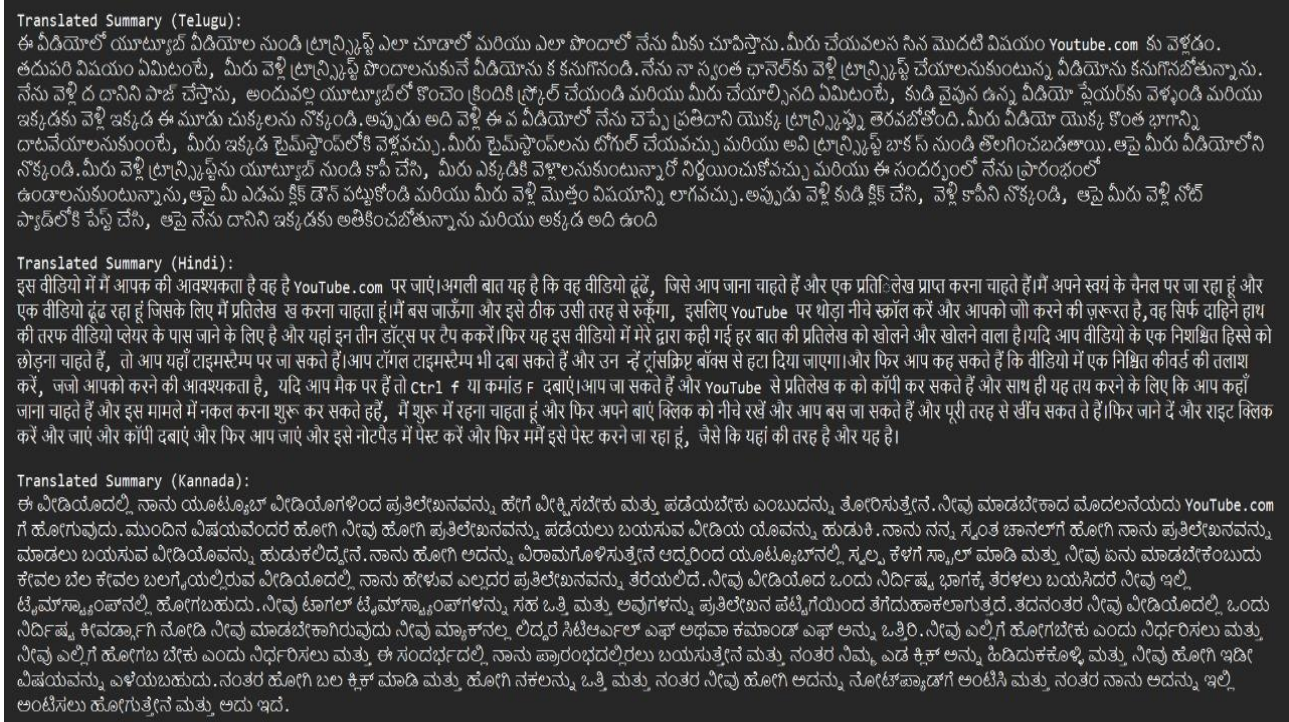 Translated Summary (Telugu):
ఈ వీడియోలో యూట్యూబ్ వీడియోల నుండి ట్రాన్స్క్రిప్ట్ ఎలా చూడాలో మరియు ఎలా పొందాలో నేను మీకు చూపిస్తాను.మీరు చేయవలస సిన మొదటి విషయం Youtube.com కు వెళ్లడం.
తదుపరి విషయం ఏమిటంటే, మీరు వెళ్లి ట్రాన్స్క్రిప్ట్ పొందాలనుకునే వీడియోను క కనుగొనండి.నేను నా స్వంత ఛానెల్‌కు వెళ్లి ట్రాన్స్క్రిప్ట్ చేయాలనుకుంటున్న వీడియోను కనుగొనబోతున్నాను.
నేను వెళ్లి ద దానిని పాజ్ చేస్తాను, అందువల్ల యూట్యూబ్‌లో కొంచెం క్రిందికి స్క్రోల్ చేయండి మరియు మీరు చేయాల్సినది ఏమిటంటే, కుడి వైపున ఉన్న వీడియో ప్లేయర్‌కు వెళ్ళండి మరియు
ఇక్కడకు వెళ్లి ఇక్కడ ఈ మూడు చుక్కలను నొక్కండి.అప్పుడు అది వెళ్లి ఈ వ వీడియోలో నేను చెప్పే ప్రతిదాని యొక్క ట్రాన్స్క్రిప్ట్ను తెరవబోతోంది.మీరు వీడియో యొక్క కొంత భాగాన్ని
దాటవేయాలనుకుంటే, మీరు ఇక్కడ టైమ్‌స్టాంప్‌లోకి వెళ్లవచ్చు.మీరు టైమ్‌స్టాంప్‌లను టోగుల్ చేయవచ్చు మరియు అవి ట్రాన్స్క్రిప్ట్ బాక స్ నుండి తొలగించబడతాయి.ఆపై మీరు వీడియోలోని
నొక్కండి.మీరు వెళ్లి ట్రాన్స్క్రిప్ట్‌ను యూట్యూబ్ నుండి కాపీ చేసి, మీరు ఎక్కడికి వెళ్లాలనుకుంటున్నారో నిర్ణయించుకోవచ్చు మరియు ఈ సందర్భంలో నేను ప్రారంభంలో
ఉండాలనుకుంటున్నాను,ఆపై మీ ఎడమ క్లిక్ డౌన్ పట్టుకోండి మరియు మీరు వెళ్లి మొత్తం విషయాన్ని లాగవచ్చు.అప్పుడు వెళ్లి కుడి క్లిక్ చేసి, వెళ్లి కాపీని నొక్కండి, ఆపై మీరు వెళ్లి నోట్
ప్యాడ్‌లోకి పేస్ట్ చేసి, ఆపై నేను దానిని ఇక్కడకు అతికించబోతున్నాను మరియు అక్కడ అది ఉంది
Translated Summary (Hindi):
इस वीडियो में मैं आपक की आवश्यकता है वह है YouTube.com पर जाएं।अगली बात यह है कि वह वीडियो ढूंढें, जिसे आप जाना चाहते हैं और एक प्रतििलेख प्राप्त करना चाहते हैं।मैं अपने स्वयं के चैनल पर जा रहा हूं और
एक वीडियो ढूंढ रहा हूं जिसके लिए मैं प्रतिलेख ख करना चाहता हूं।मैं बस जाऊँगा और इसे ठीक उसी तरह से रुकूँगा, इसलिए YouTube पर थोड़ा नीचे स्क्रॉल करें और आपको जोी करने की ज़रूरत है,वह सिर्फ दाहिने हाथ
की तरफ वीडियो प्लेयर के पास जाने के लिए है और यहां इन तीन डॉट्स पर टैप ककरें।फिर यह इस वीडियो में मेरे द्वारा कही गई हर बात की प्रतिलेख को खोलने और खोलने वाला है।यदि आप वीडियो के एक निशश्चित हिस्से को
छोड़ना चाहते हैं, तो आप यहाँ टाइमस्टैम्प पर जा सकते हैं।आप टॉगल टाइमस्टैम्प भी दबा सकते हैं और उन न्हें ट्रांसक्रिप्ट बॉक्स से हटा दिया जाएगा।और फिर आप कह सकते हैं कि वीडियो में एक निश्चित कीवर्ड की तलाश
करें, जजो आपको करने की आवश्यकता है, यदि आप मैक पर हैं तो Ctrl f या कमांड F दबाएं।आप जा सकते हैं और YouTube से प्रतिलेख क को कॉपी कर सकते हैं और साथ ही यह तय करने के लिए कि आप कहाँ
जाना चाहते हैं और इस मामले में नकल करना शुरू कर सकते हहैं, मैं शुरू में रहना चाहता हूं और फिर अपने बाएं क्लिक को नीचे रखें और आप बस जा सकते हैं और पूरी तरह से खींच सकत ते हैं।फिर जाने दें और राइट क्लिक
करें और जाएं और कॉपी दबाएं और फिर आप जाएं और इसे नोटपैड में पेस्ट करें और फिर ममैं इसे पेस्ट करने जा रहा हूं, जैसे कि यहां की तरह है और यह है।
Translated Summary (Kannada):
ಈ ವೀಡಿಯೊದಲ್ಲಿ ನಾನು ಯೂಟ್ಯೂಬ್ ವೀಡಿಯೊಗಳಿಂದ ಪ್ರತಿಲೇಖನವನ್ನು ಹೇಗೆ ವೀಕ್ಷಿಸಬೇಕು ಮತ್ತು ಪಡೆಯಬೇಕು ಎಂಬುದನ್ನು ತೋರಿಸುತ್ತೇನೆ.ನೀವು ಮಾಡಬೇಕಾದ ಮೊದಲನೆಯದು YouTube.com
ಗೆ ಹೋಗುವುದು.ಮುಂದಿನ ವಿಷಯವೆಂದರೆ ಹೋಗಿ ನೀವು ಹೋಗಿ ಪ್ರತಿಲೇಖನವನ್ನು ಪಡೆಯಲು ಬಯಸುವ ವೀಡಿಯ ಯೊವನ್ನು ಹುಡುಕಿ.ನಾನು ನನ್ನ ಸ್ವಂತ ಚಾನಲ್‌ಗೆ ಹೋಗಿ ನಾನು ಪ್ರತಿಲೇಖನವನ್ನು
ಮಾಡಲು ಬಯಸುವ ವೀಡಿಯೊವನ್ನು ಹುಡುಕಲಿದ್ದೇನೆ.ನಾನು ಹೋಗಿ ಅದನ್ನು ವಿರಾಮಗೊಳಿಸುತ್ತೇನೆ ಆದ್ದರಿಂದ ಯೂಟ್ಯೂಬ್‌ನಲ್ಲಿ ಸ್ವಲ್ಪ ಕೆಳಗೆ ಸ್ಕ್ರಾಲ್ ಮಾಡಿ ಮತ್ತು ನೀವು ಏನು ಮಾಡಬೇಕೆಂಬುದು
ಕೇವಲ ಬೆಲ ಕೇವಲ ಬಲಗೈಯಲ್ಲಿರುವ ವೀಡಿಯೊದಲ್ಲಿ ನಾನು ಹೇಳುವ ಎಲ್ಲದರ ಪ್ರತಿಲೇಖನವನ್ನು ತೆರೆಯಲಿದೆ.ನೀವು ವೀಡಿಯೊದ ಒಂದು ನಿರ್ದಿಷ್ಟ ಭಾಗಕ್ಕೆ ತೆರಳಲು ಬಯಸಿದರೆ ನೀವು ಇಲ್ಲಿ
ಟೈಮ್‌ಸ್ಟ್ಯಾಂಪ್‌ನಲ್ಲಿ ಹೋಗಬಹುದು.ನೀವು ಟಾಗಲ್ ಟೈಮ್‌ಸ್ಟ್ಯಾಂಪ್‌ಗಳನ್ನು ಸಹ ಒತ್ತಿ ಮತ್ತು ಅವುಗಳನ್ನು ಪ್ರತಿಲೇಖನ ಪೆಟ್ಟಿಗೆಯಿಂದ ತೆಗೆದುಹಾಕಲಾಗುತ್ತದೆ.ತದನಂತರ ನೀವು ವೀಡಿಯೊದಲ್ಲಿ ಒಂದು
ನಿರ್ದಿಷ್ಟ ಕೀವರ್ಡ್ಗಾಗಿ ನೋಡಿ ನೀವು ಮಾಡಬೇಕಾಗಿರುವುದು ನೀವು ಮ್ಯಾಕ್‌ನಲ್ಲ ಲಿದ್ದರೆ ಸಿಟಿಆರ್ಎಲ್ ಎಫ್ ಅಥವಾ ಕಮಾಂಡ್ ಎಫ್ ಅನ್ನು ಒತ್ತಿರಿ.ನೀವು ಎಲ್ಲಿಗೆ ಹೋಗಬೇಕು ಎಂದು ನಿರ್ಧರಿಸಲು ಮತ್ತು
ನೀವು ಎಲ್ಲಿಗೆ ಹೋಗಬ ಬೇಕು ಎಂದು ನಿರ್ಧರಿಸಲು ಮತ್ತು ಈ ಸಂದರ್ಭದಲ್ಲಿ ನಾನು ಪ್ರಾರಂಭದಲ್ಲಿರಲು ಬಯಸುತ್ತೇನೆ ಮತ್ತು ನಂತರ ನಿಮ್ಮ ಎಡ ಕ್ಲಿಕ್ ಅನ್ನು ಹಿಡಿದುಕಕೊಳ್ಳಿ ಮತ್ತು ನೀವು ಹೋಗಿ ಇಡೀ
ವಿಷಯವನ್ನು ಎಳೆಯಬಹುದು.ನಂತರ ಹೋಗಿ ಬಲ ಕ್ಲಿಕ್ ಮಾಡಿ ಮತ್ತು ಹೋಗಿ ನಕಲನ್ನು ಒತ್ತಿ ಮತ್ತು ನಂತರ ನೀವು ಹೋಗಿ ಅದನ್ನು ನೋಟ್‌ಪ್ಯಾಡ್‌ಗೆ ಅಂಟಿಸಿ ಮತ್ತು ನಂತರ ನಾನು ಅದನ್ನು ಇಲ್ಲಿ
ಅಂಟಿಸಲು ಹೋಗುತ್ತೇನೆ ಮತ್ತು ಅದು ಇದೆ.